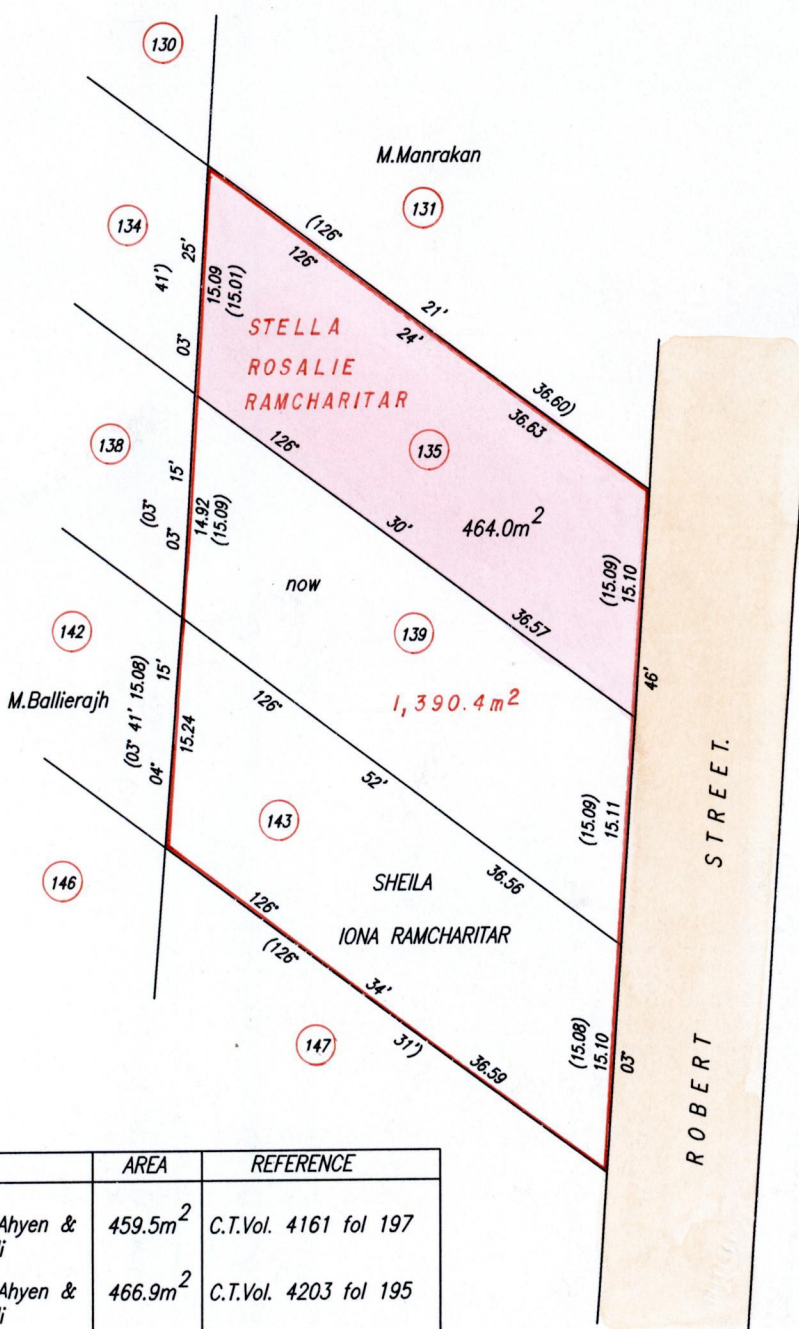 130
M.Manrakan
131
134
(126° 21' 36.60)
126° 24' 36.63
03° 25'
41')
15.09
(15.01)
STELLA
ROSALIE
RAMCHARITAR
135
464.0m²
138
126° 30' 36.57
(15.09)
15.10
(03°
03° 15'
14.92
(15.09)
now
139
1,390.4m²
46'
142
M.Ballierajh
(03° 41' 15.08)
04° 15'
15.24
126° 52' 36.56
(15.09)
15.11
STREET.
143
SHEILA
IONA RAMCHARITAR
146
126° 34' 36.59
(126° 31')
147
(15.08)
15.10
03°
ROBERT
AREA REFERENCE
Ahyen & 459.5m² C.T.Vol. 4161 fol 197
Ahyen & 466.9m² C.T.Vol. 4203 fol 195